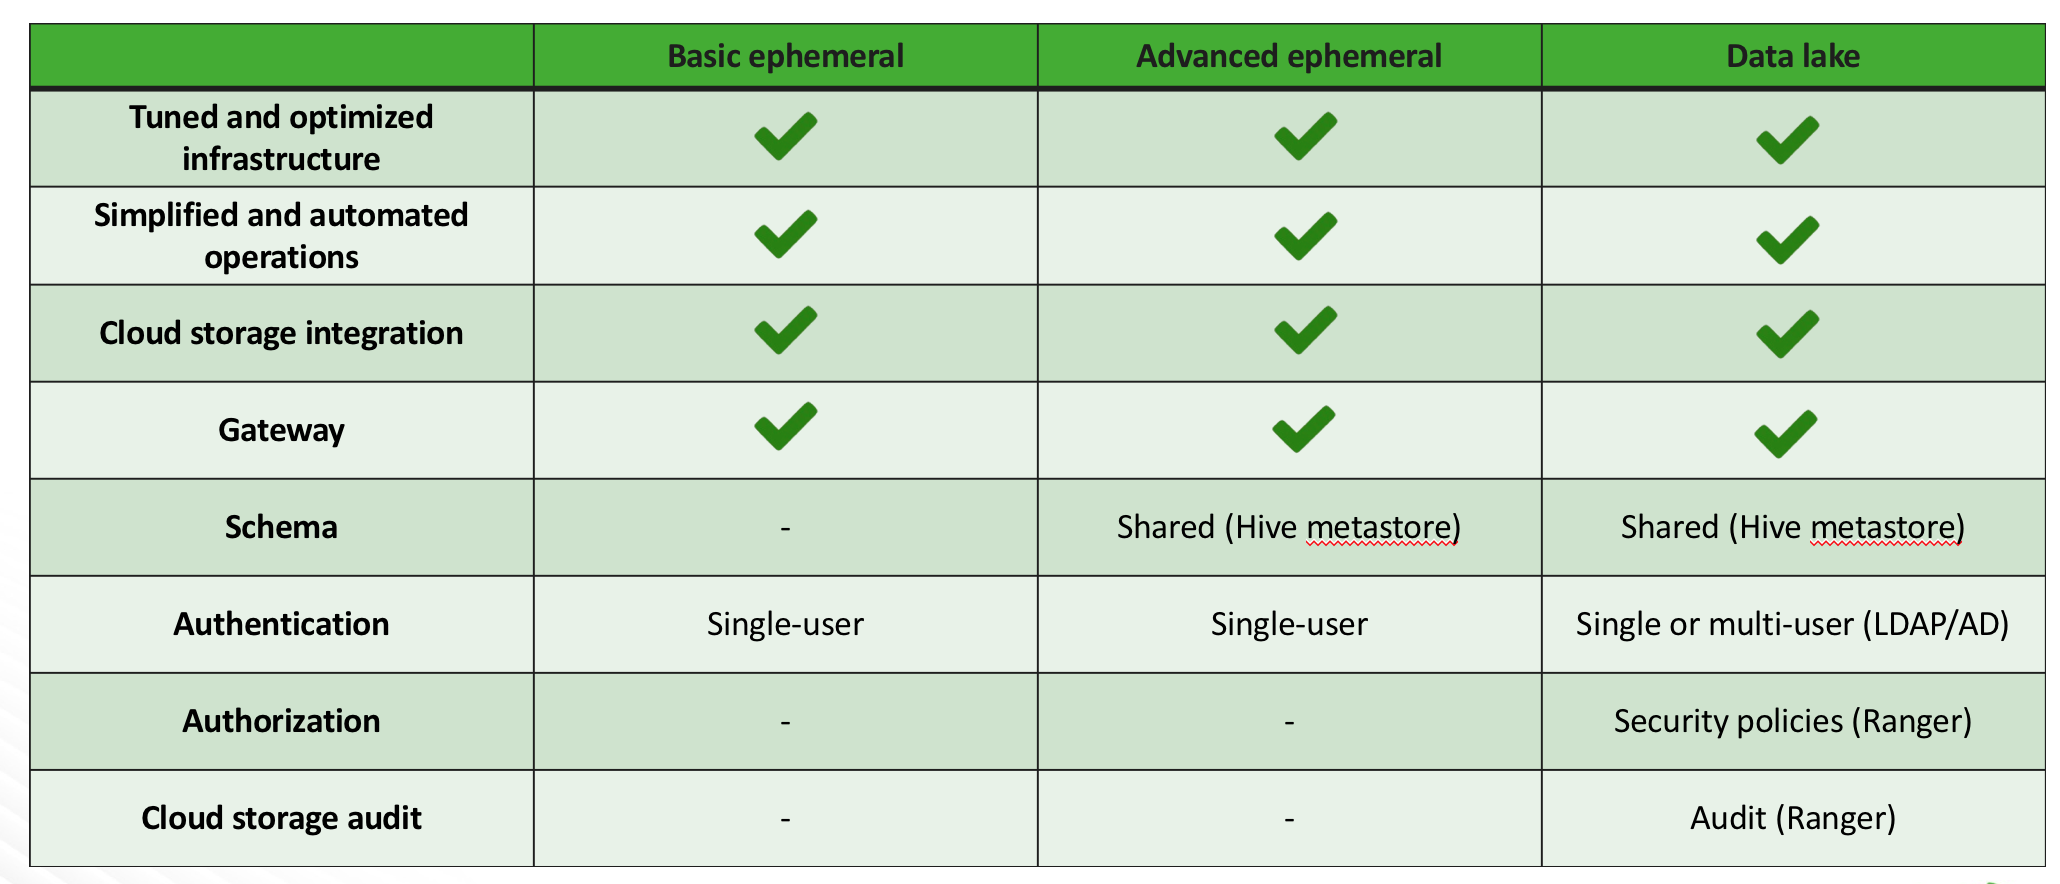 Basic ephemeral
Advanced ephemeral
Data lake
Tuned and optimized
infrastructure
Simplified and automated
operations
Cloud storage integration
Gateway
Schema
-
Shared (Hive metastore)
Shared (Hive metastore)
Authentication
Single-user
Single-user
Single or multi-user (LDAP/AD)
Authorization
-
-
Security policies (Ranger)
Cloud storage audit
-
-
Audit (Ranger)